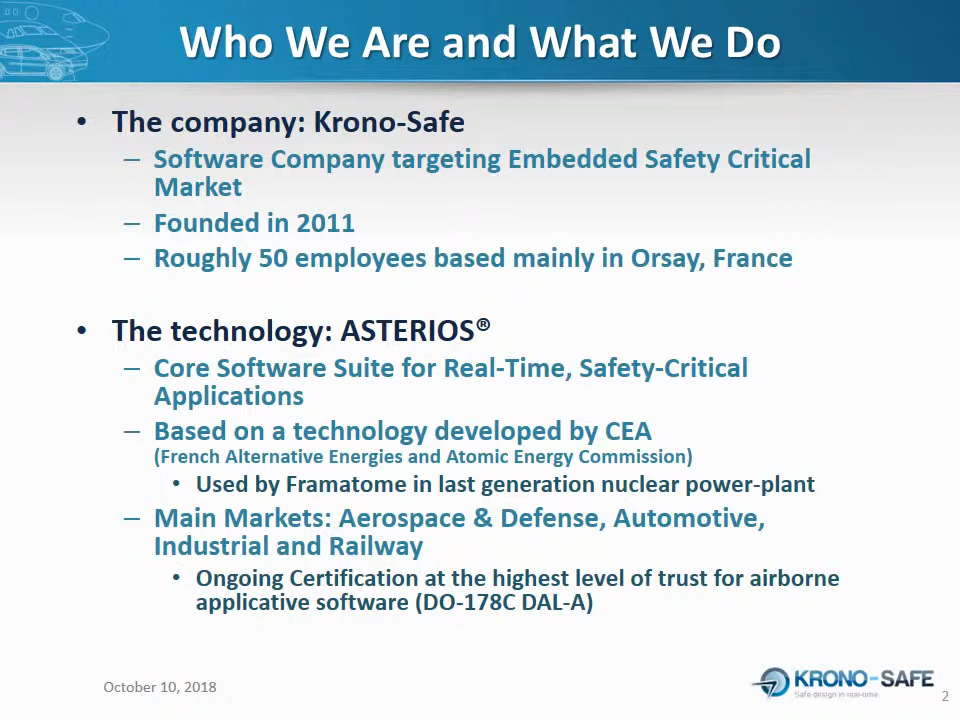 Who We Are and What We Do
• The company: Krono-Safe
– Software Company targeting Embedded Safety Critical
Market
– Founded in 2011
– Roughly 50 employees based mainly in Orsay, France
• The technology: ASTERIOS®
– Core Software Suite for Real-Time, Safety-Critical
Applications
– Based on a technology developed by CEA
(French Alternative Energies and Atomic Energy Commission)
• Used by Framatome in last generation nuclear power-plant
– Main Markets: Aerospace & Defense, Automotive,
Industrial and Railway
• Ongoing Certification at the highest level of trust for airborne
applicative software (DO-178C DAL-A)
October 10, 2018
KRONO-SAFE
Safe design in real-time
2